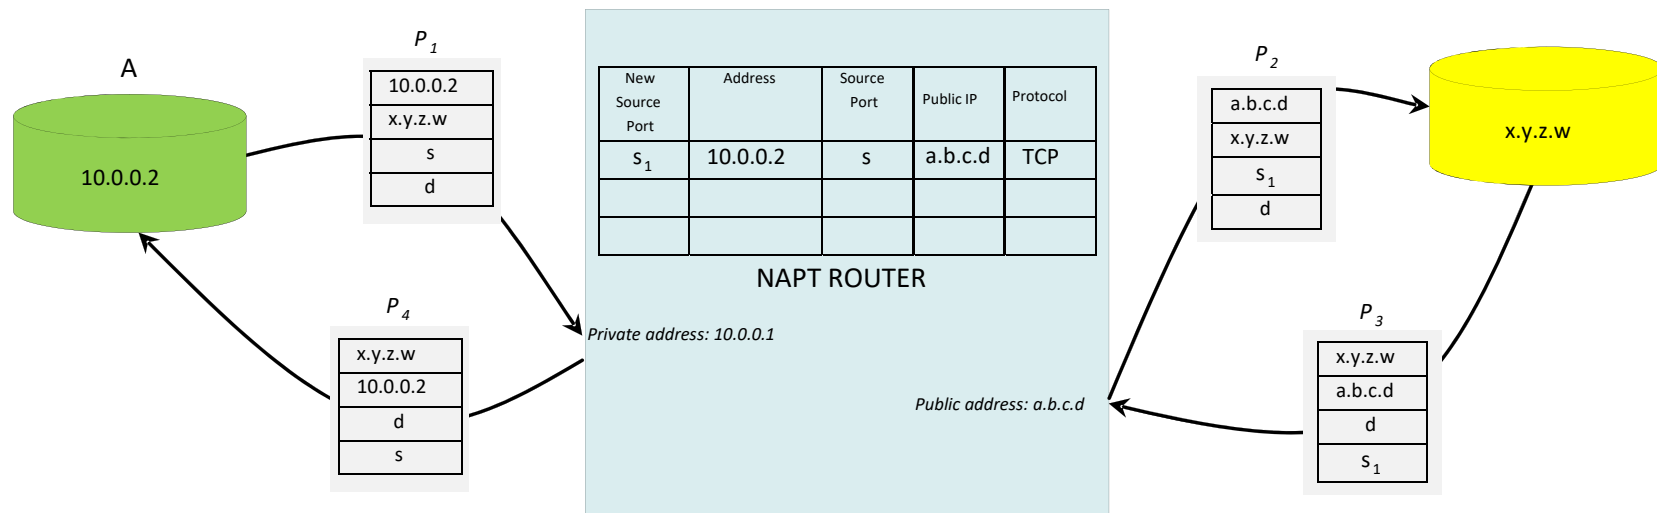 A
10.0.0.2
P1
10.0.0.2
x.y.z.w
s
d
P4
x.y.z.w
10.0.0.2
d
s
New Source Port
Address
Source Port
Public IP
Protocol
s1
10.0.0.2
s
a.b.c.d
TCP
NAPT ROUTER
Private address: 10.0.0.1
Public address: a.b.c.d
P2
a.b.c.d
x.y.z.w
s1
d
x.y.z.w
P3
x.y.z.w
a.b.c.d
d
s1